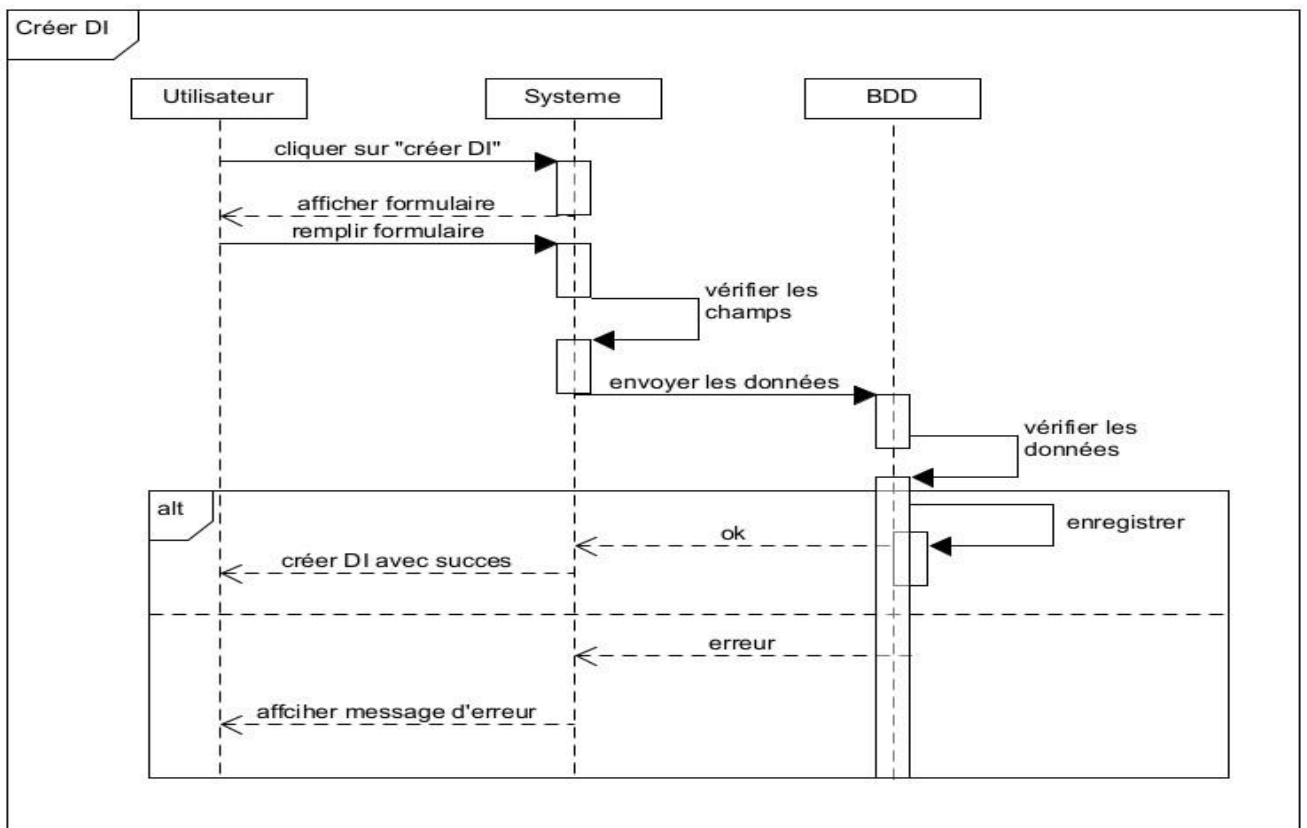 Créer DI
Utilisateur
Systeme
BDD
cliquer sur "créer DI"
afficher formulaire
remplir formulaire
vérifier les
champs
envoyer les données
vérifier les
données
alt
enregistrer
ok
créer DI avec succes
erreur
affciher message d'erreur